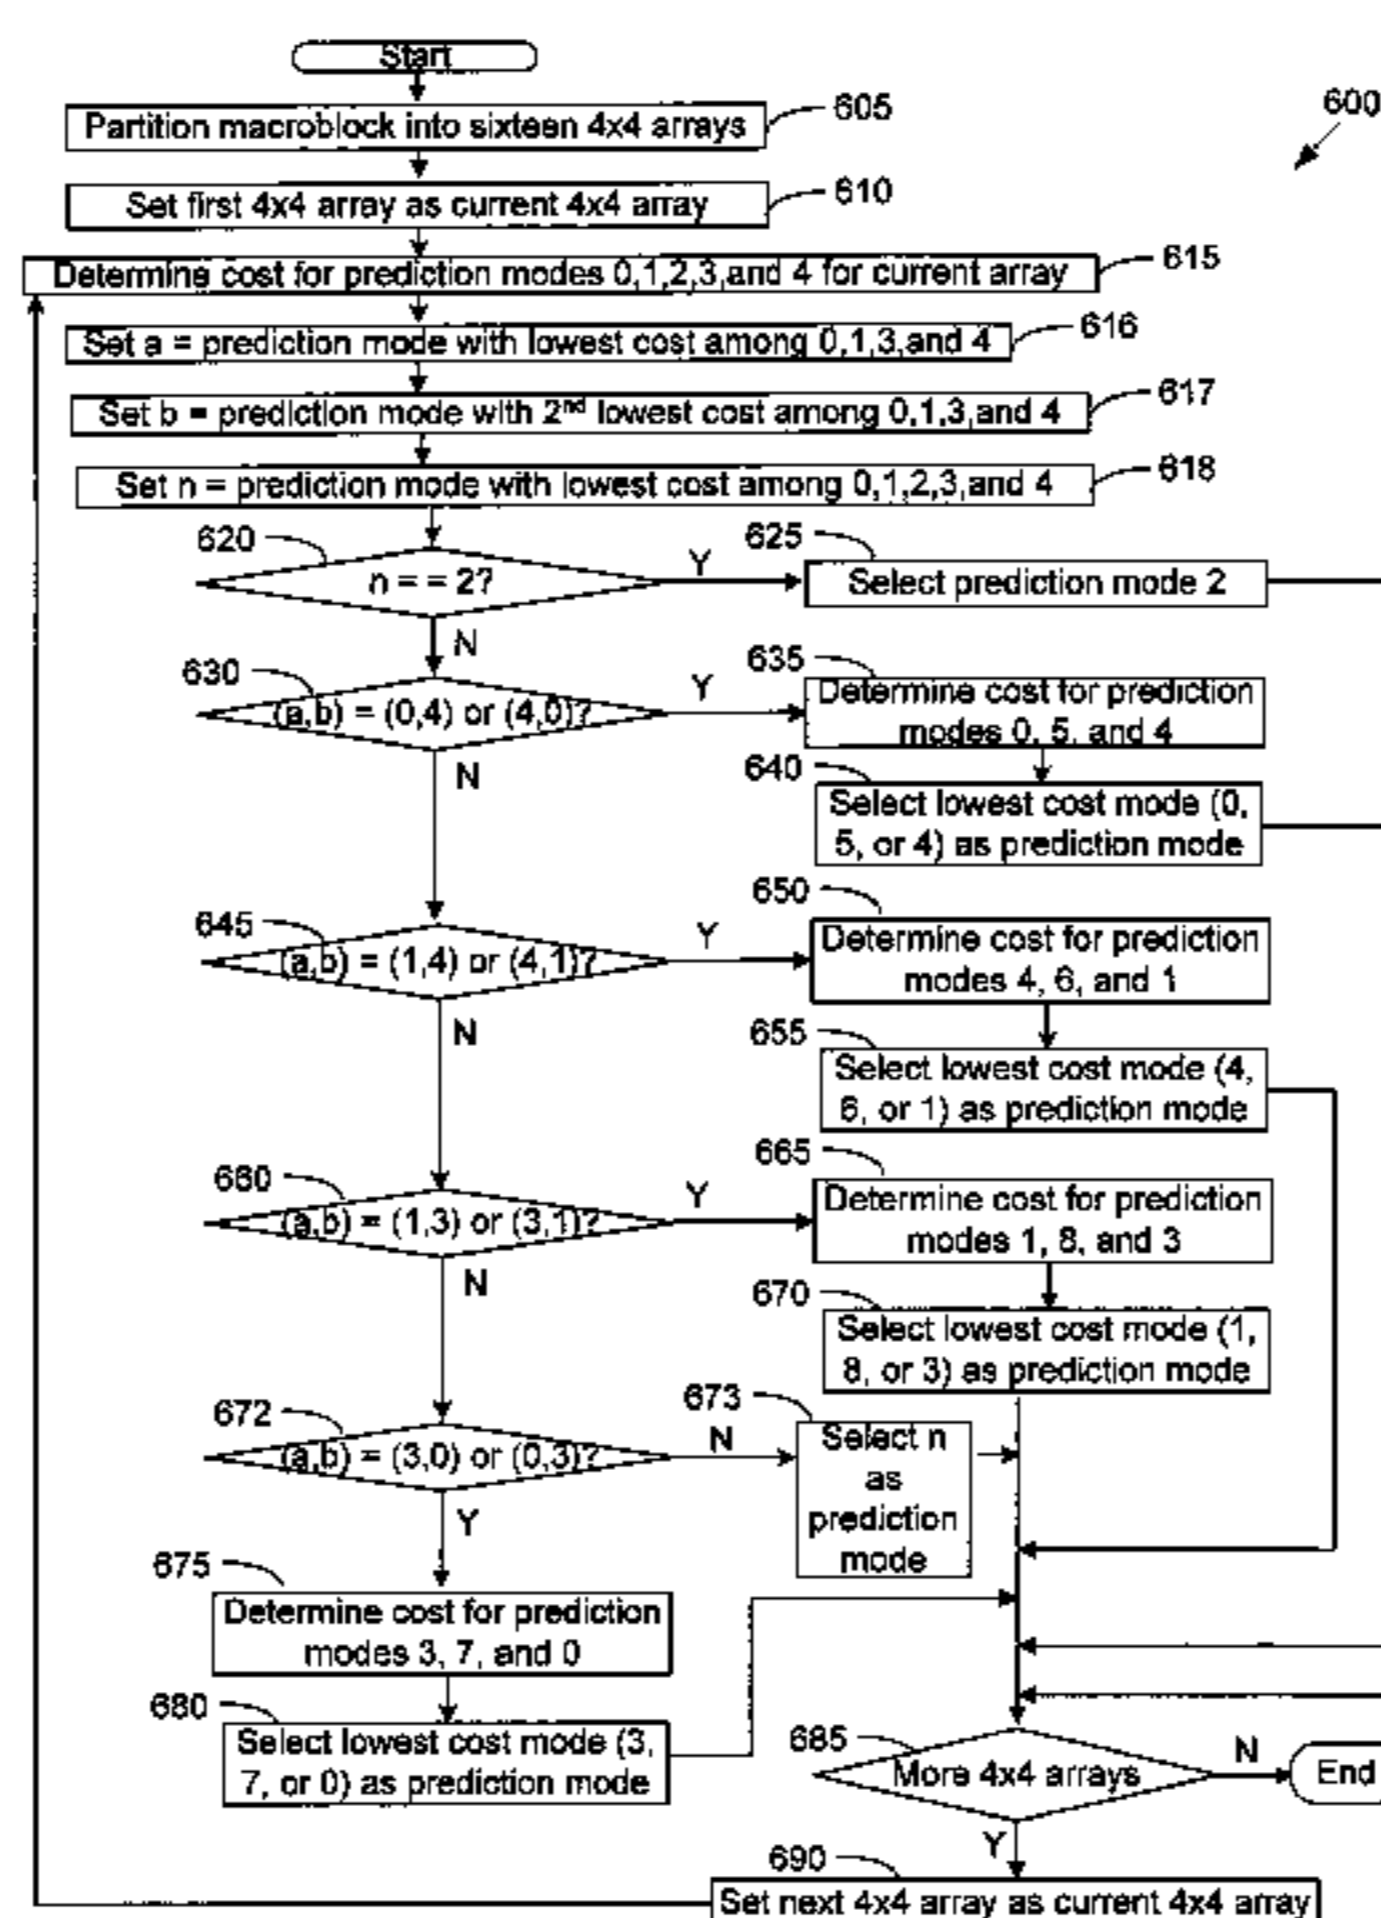 Start
600
Partition macroblock into sixteen 4x4 arrays
605
Set first 4x4 array as current 4x4 array
610
Determine cost for prediction modes 0,1,2,3,and 4 for current array
615
Set a = prediction mode with lowest cost among 0,1,3,and 4
616
Set b = prediction mode with 2nd lowest cost among 0,1,3,and 4
617
Set n = prediction mode with lowest cost among 0,1,2,3,and 4
618
620
n = = 2?
Y
625
Select prediction mode 2
N
630
(a,b) = (0,4) or (4,0)?
Y
635
Determine cost for prediction
modes 0, 5, and 4
N
640
Select lowest cost mode (0,
5, or 4) as prediction mode
645
(a,b) = (1,4) or (4,1)?
Y
650
Determine cost for prediction
modes 4, 6, and 1
N
655
Select lowest cost mode (4,
6, or 1) as prediction mode
660
(a,b) = (1,3) or (3,1)?
Y
665
Determine cost for prediction
modes 1, 8, and 3
N
670
Select lowest cost mode (1,
8, or 3) as prediction mode
672
(a,b) = (3,0) or (0,3)?
N
673
Select n
as
prediction
mode
Y
675
Determine cost for prediction
modes 3, 7, and 0
680
Select lowest cost mode (3,
7, or 0) as prediction mode
685
More 4x4 arrays
N
End
Y
690
Set next 4x4 array as current 4x4 array